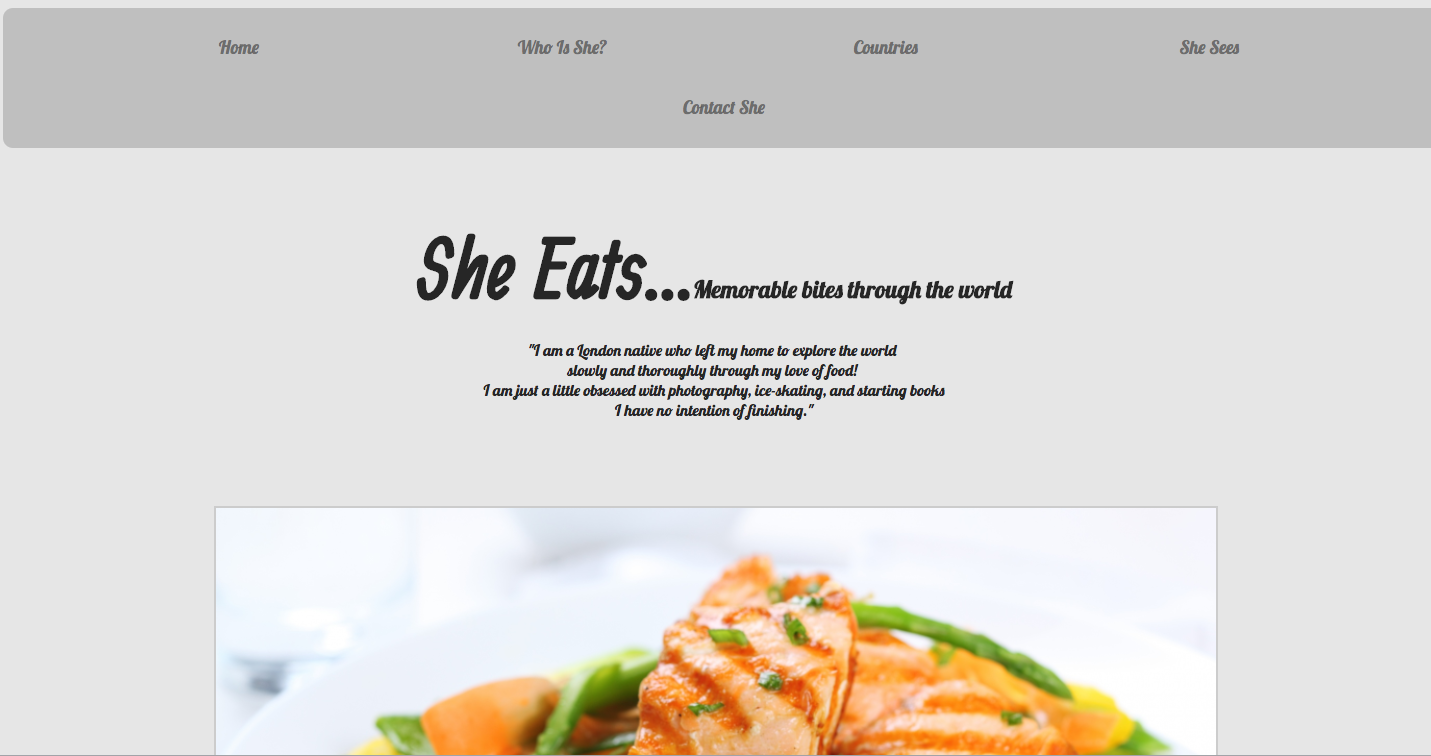 Home Who Is She? Countries She Sees
Contact She
She Eats...Memorable bites through the world
"I am a London native who left my home to explore the world
slowly and thoroughly through my love of food!
I am just a little obsessed with photography, ice-skating, and starting books
I have no intention of finishing."